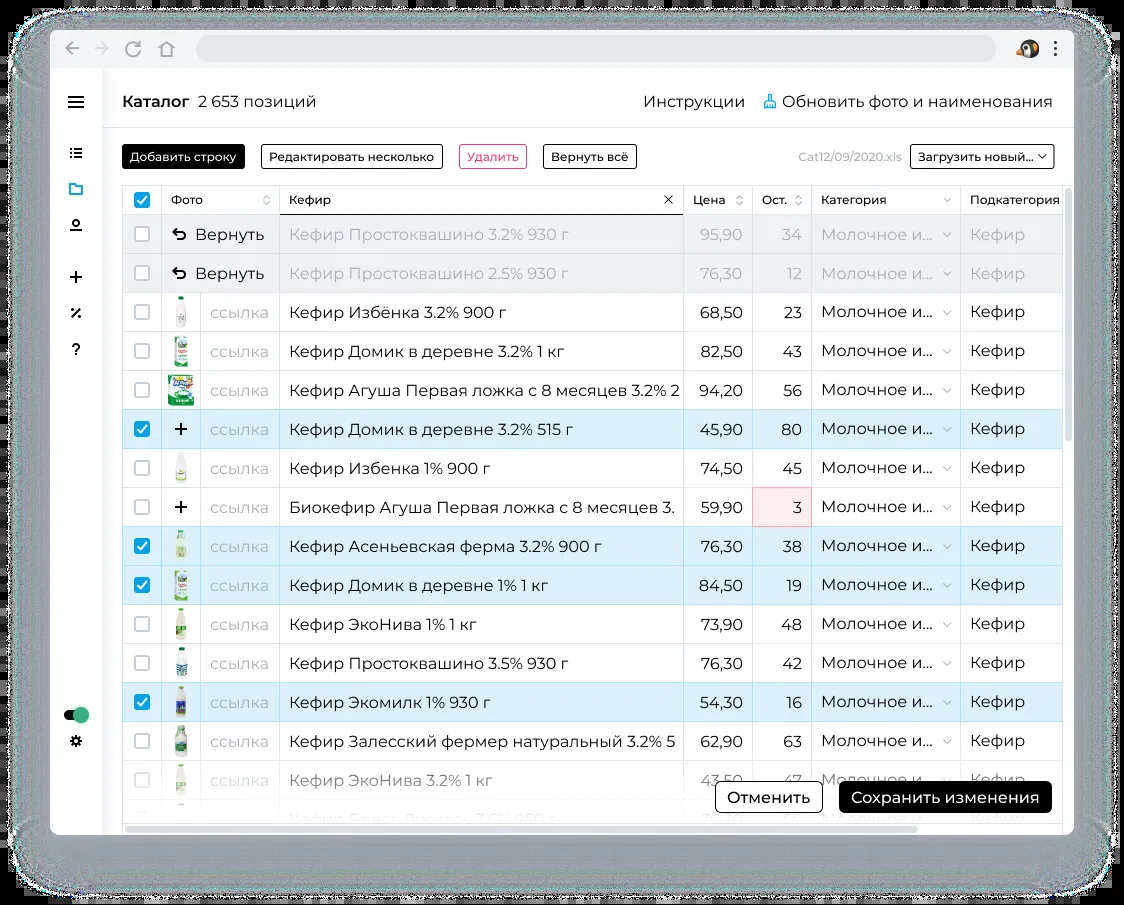 Каталог 2 653 позиций Инструкции Обновить фото и наименования
Добавить строку Редактировать несколько Удалить Вернуть всё Cat12/09/2020.xls Загрузить новый...
Фото Кефир Цена Ост. Категория Подкатегория
Вернуть Кефир Простоквашино 3.2% 930 г 95,90 34 Молочное и... Кефир
Вернуть Кефир Простоквашино 2.5% 930 г 76,30 12 Молочное и... Кефир
ссылка Кефир Избёнка 3.2% 900 г 68,50 23 Молочное и... Кефир
ссылка Кефир Домик в деревне 3.2% 1 кг 82,50 43 Молочное и... Кефир
ссылка Кефир Агуша Первая ложка с 8 месяцев 3.2% 2 94,20 56 Молочное и... Кефир
+ ссылка Кефир Домик в деревне 3.2% 515 г 45,90 80 Молочное и... Кефир
ссылка Кефир Избенка 1% 900 г 74,50 45 Молочное и... Кефир
+ ссылка Биокефир Агуша Первая ложка с 8 месяцев 3. 59,90 3 Молочное и... Кефир
ссылка Кефир Асеньевская ферма 3.2% 900 г 76,30 38 Молочное и... Кефир
ссылка Кефир Домик в деревне 1% 1 кг 84,50 19 Молочное и... Кефир
ссылка Кефир ЭкоНива 1% 1 кг 73,90 48 Молочное и... Кефир
ссылка Кефир Простоквашино 3.5% 930 г 76,30 42 Молочное и... Кефир
ссылка Кефир Экомилк 1% 930 г 54,30 16 Молочное и... Кефир
ссылка Кефир Залесский фермер натуральный 3.2% 5 62,90 63 Молочное и... Кефир
ссылка Кефир ЭкоНива 3.2% 1 кг 43,50 47 Молочное и... Кефир
Отменить Сохранить изменения